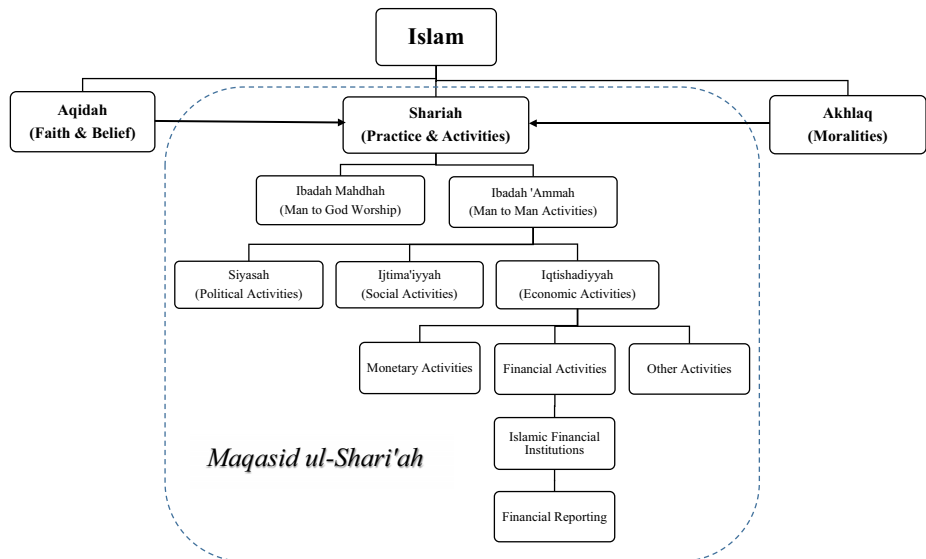 Islam
Aqidah
(Faith & Belief)
Shariah
(Practice & Activities)
Akhlaq
(Moralities)
Ibadah Mahdhah
(Man to God Worship)
Ibadah 'Ammah
(Man to Man Activities)
Siyasah
(Political Activities)
Ijtima'iyyah
(Social Activities)
Iqtishadiyyah
(Economic Activities)
Monetary Activities
Financial Activities
Other Activities
Islamic Financial
Institutions
Maqasid ul-Shari'ah
Financial Reporting